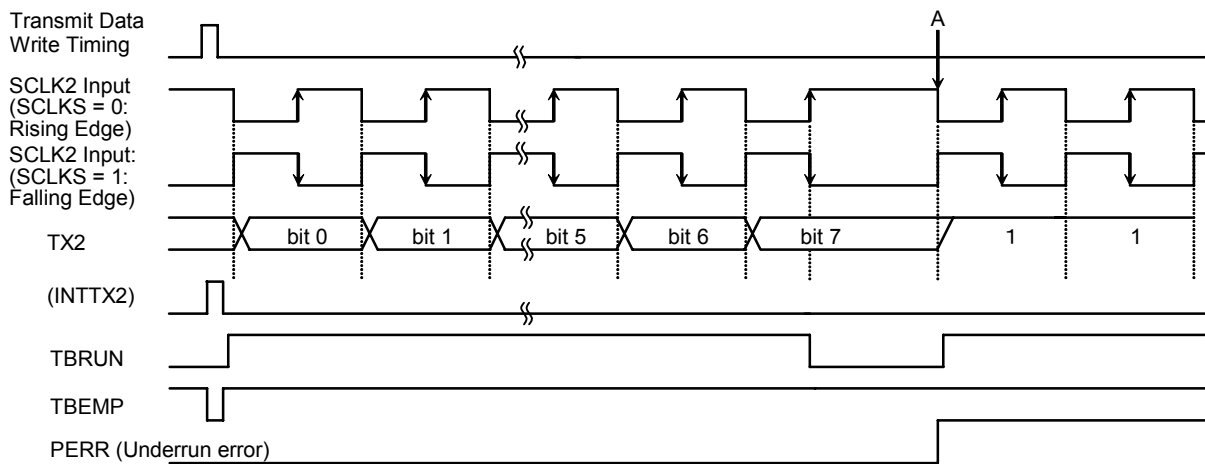 Transmit Data
Write Timing
A
SCLK2 Input
(SCLKS = 0:
Rising Edge)
SCLK2 Input:
(SCLKS = 1:
Falling Edge)
TX2
bit 0
bit 1
bit 5
bit 6
bit 7
1
1
(INTTX2)
TBRUN
TBEMP
PERR (Underrun error)